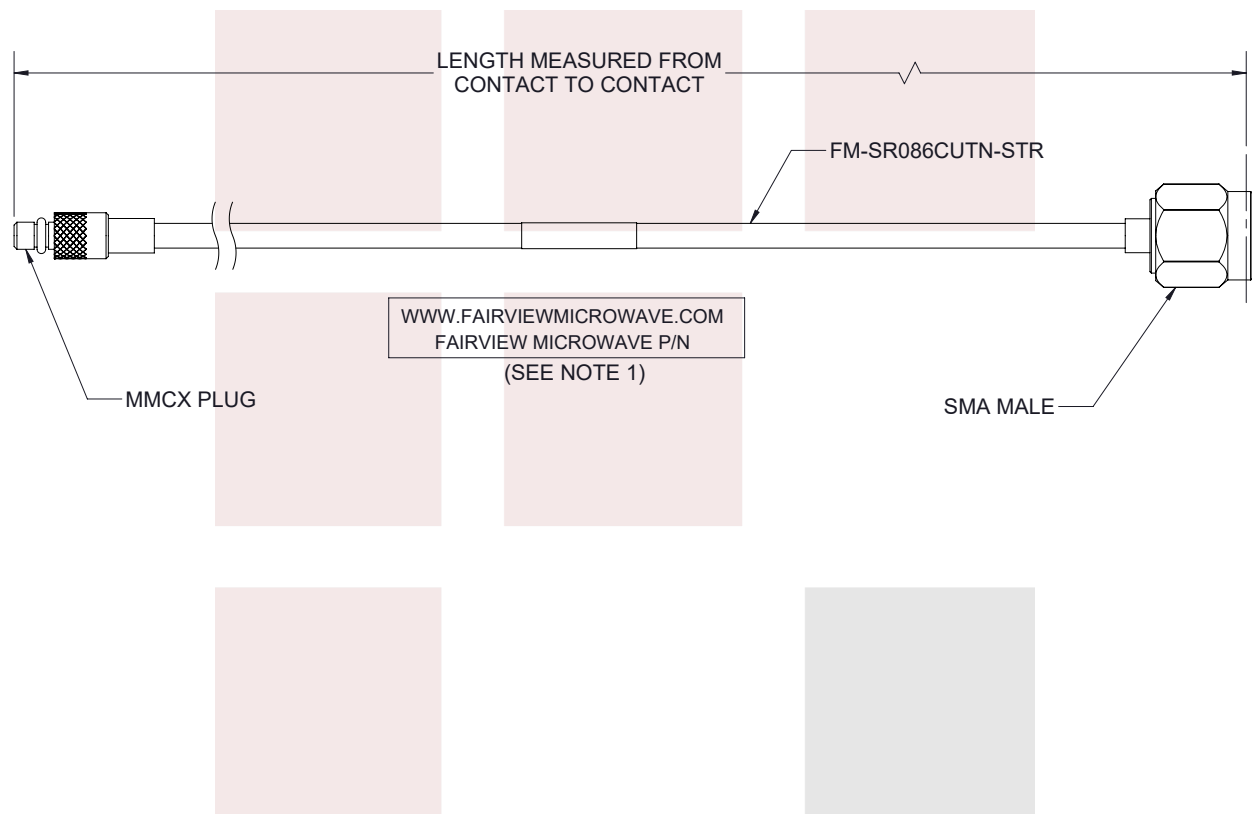 LENGTH MEASURED FROM
CONTACT TO CONTACT
FM-SR086CUTN-STR
WWW.FAIRVIEWMICROWAVE.COM
FAIRVIEW MICROWAVE P/N
(SEE NOTE 1)
MMCX PLUG
SMA MALE